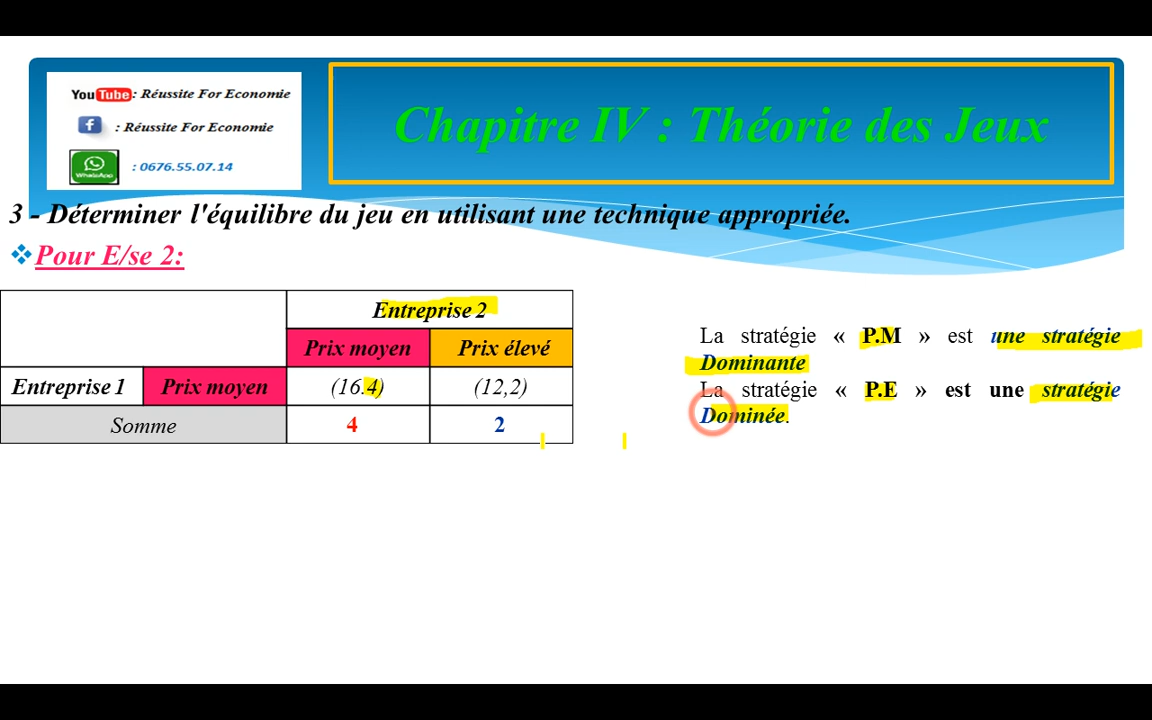 YouTube : Réussite For Economie
f : Réussite For Economie
WhatsApp : 0676.55.07.14
Chapitre IV : Théorie des Jeux
3 - Déterminer l'équilibre du jeu en utilisant une technique appropriée.
Pour E/se 2:
Entreprise 2
Prix moyen Prix élevé
Entreprise 1 Prix moyen (16.4) (12,2)
Somme 4 2
La stratégie « P.M » est une stratégie
Dominante
La stratégie « P.E » est une stratégie
Dominée.